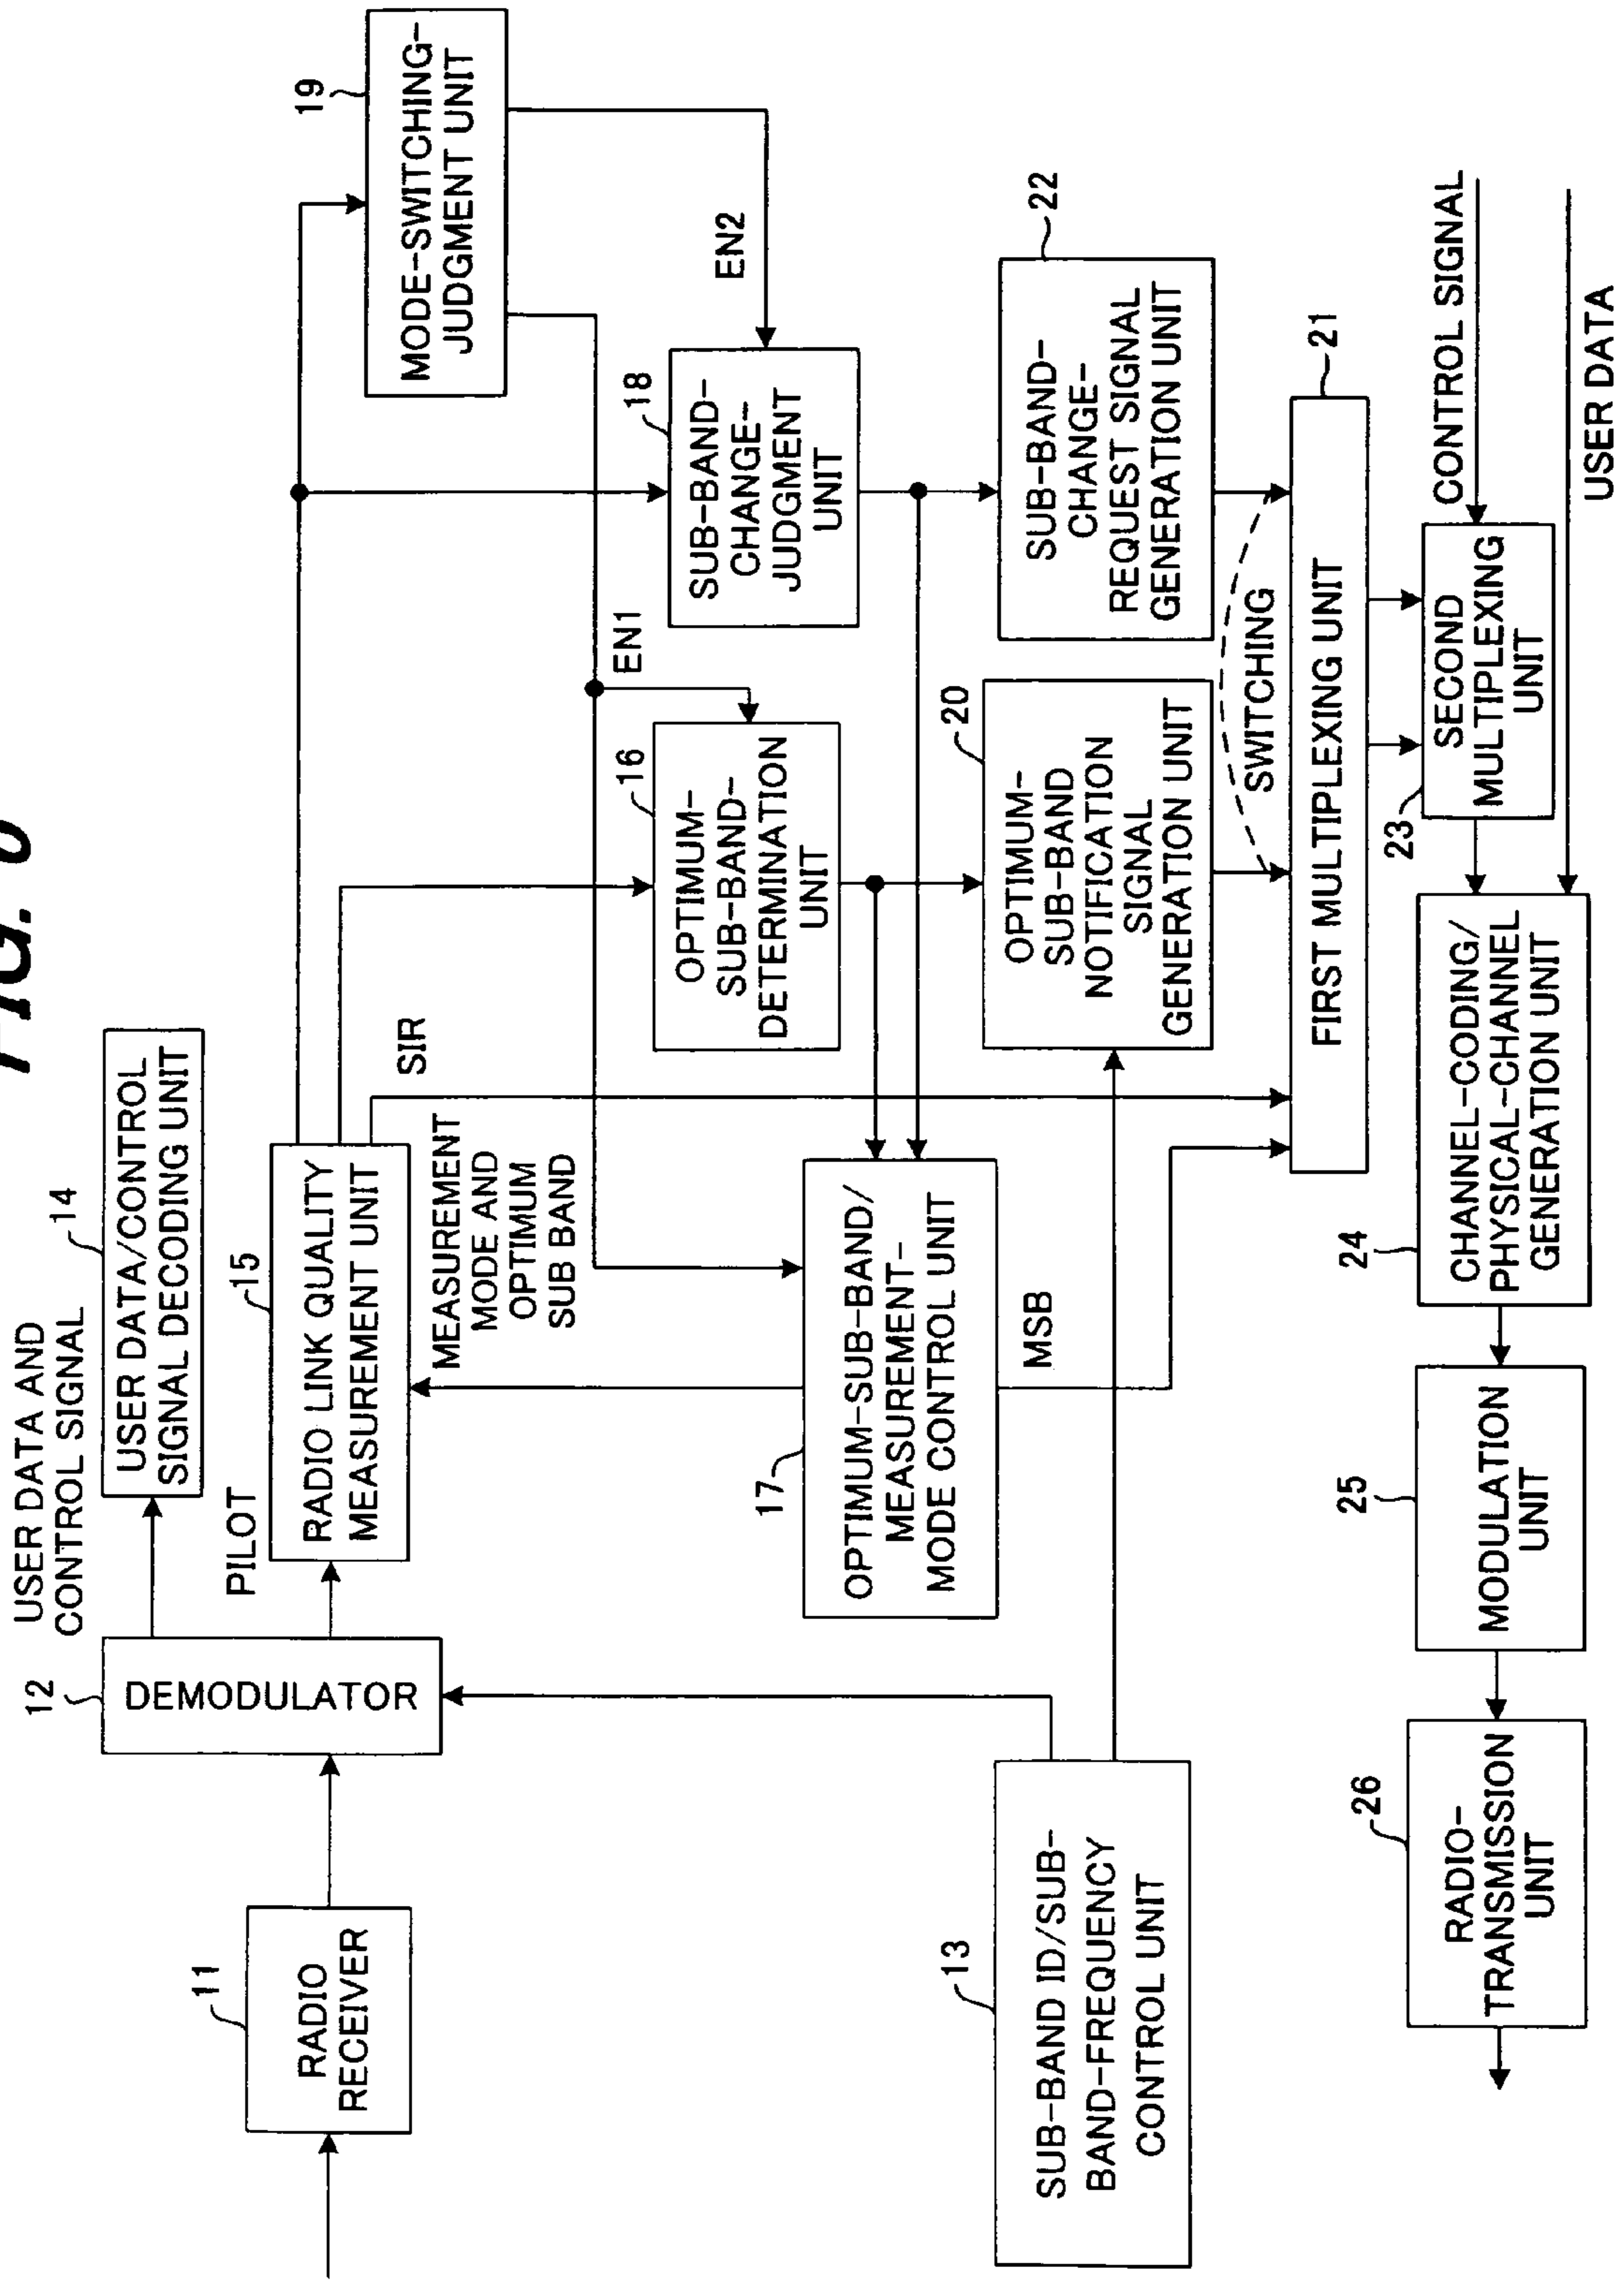 FIG. 6
USER DATA AND
CONTROL SIGNAL
14
USER DATA/CONTROL
SIGNAL DECODING UNIT
12
DEMODULATOR
PILOT
15
RADIO LINK QUALITY
MEASUREMENT UNIT
SIR
19
MODE-SWITCHING-
JUDGMENT UNIT
11
RADIO
RECEIVER
MEASUREMENT
MODE AND
OPTIMUM
SUB BAND
EN1
EN2
16
OPTIMUM-
SUB-BAND-
DETERMINATION
UNIT
18
SUB-BAND-
CHANGE-
JUDGMENT
UNIT
17
OPTIMUM-SUB-BAND/
MEASUREMENT-
MODE CONTROL UNIT
MSB
13
SUB-BAND ID/SUB-
BAND-FREQUENCY
CONTROL UNIT
20
OPTIMUM-
SUB-BAND
NOTIFICATION
SIGNAL
GENERATION UNIT
22
SUB-BAND-
CHANGE-
REQUEST SIGNAL
GENERATION UNIT
SWITCHING
21
FIRST MULTIPLEXING UNIT
26
RADIO-
TRANSMISSION
UNIT
25
MODULATION
UNIT
24
CHANNEL-CODING/
PHYSICAL-CHANNEL
GENERATION UNIT
23
SECOND
MULTIPLEXING
UNIT
CONTROL SIGNAL
USER DATA